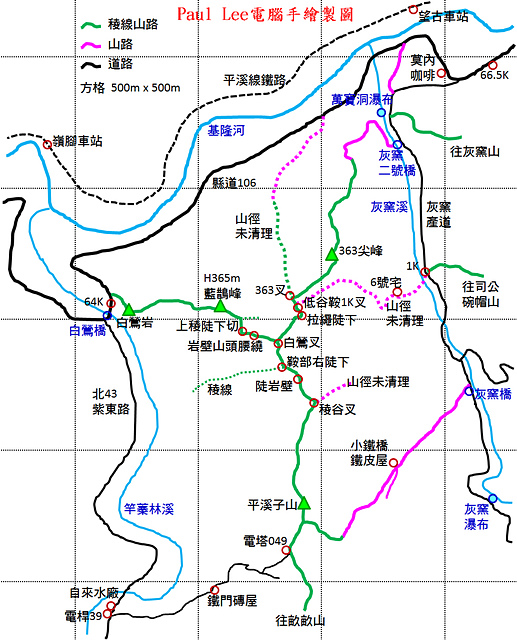 Paul Lee電腦手繪製圖
稜線山路
山路
道路
方格 500m x 500m
望古車站
平溪線鐵路
莫內
咖啡
66.5K
萬寶洞瀑布
基隆河
嶺腳車站
灰窯
二號橋
往灰窯山
縣道106
灰窯溪
灰窯
產道
山徑
未清理
363尖峰
1K
H365m
藍鵲峰
363叉
6號宅
往司公
碗帽山
64K
低谷鞍1K叉
山徑
未清理
白鶯岩
上稜陡下切
拉繩陡下
白鶯橋
岩壁山頭腰繞
白鶯叉
鞍部右陡下
北43
紫東路
稜線
陡岩壁
山徑未清理
灰窯橋
稜谷叉
小鐵橋
鐵皮屋
竿蓁林溪
平溪子山
灰窯
瀑布
電塔049
自來水廠
電桿39
鐵門磚屋
往畝畝山